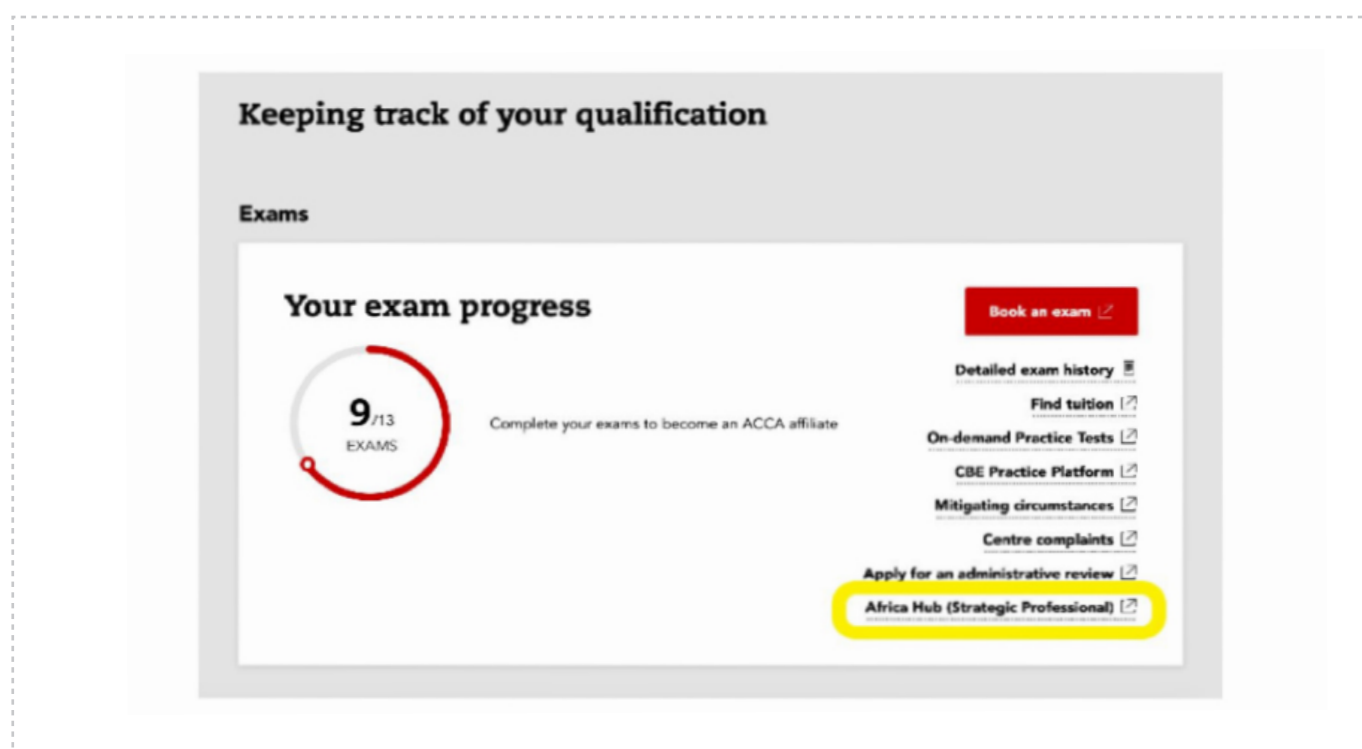 Keeping track of your qualification
Exams
Your exam progress
Book an exam
9/13
EXAMS
Complete your exams to become an ACCA affiliate
Detailed exam history
Find tuition
On-demand Practice Tests
CBE Practice Platform
Mitigating circumstances
Centre complaints
Apply for an administrative review
Africa Hub (Strategic Professional)